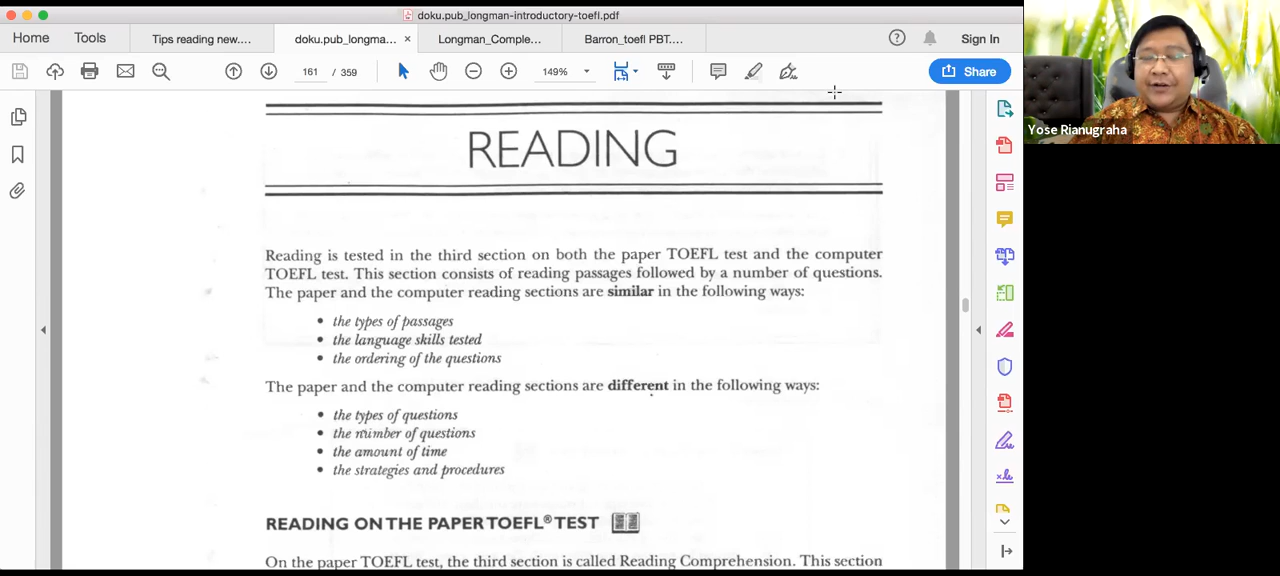 doku.pub_longman-introductory-toefl.pdf
Home Tools Tips reading new.... doku.pub_longma... × Longman_Comple... Barron_toefl PBT.... Sign In
161 / 359 149% Share
Yose Rianugraha
READING
Reading is tested in the third section on both the paper TOEFL test and the computer
TOEFL test. This section consists of reading passages followed by a number of questions.
The paper and the computer reading sections are similar in the following ways:
• the types of passages
• the language skills tested
• the ordering of the questions
The paper and the computer reading sections are different in the following ways:
• the types of questions
• the number of questions
• the amount of time
• the strategies and procedures
READING ON THE PAPER TOEFL® TEST
On the paper TOEFL test, the third section is called Reading Comprehension. This section